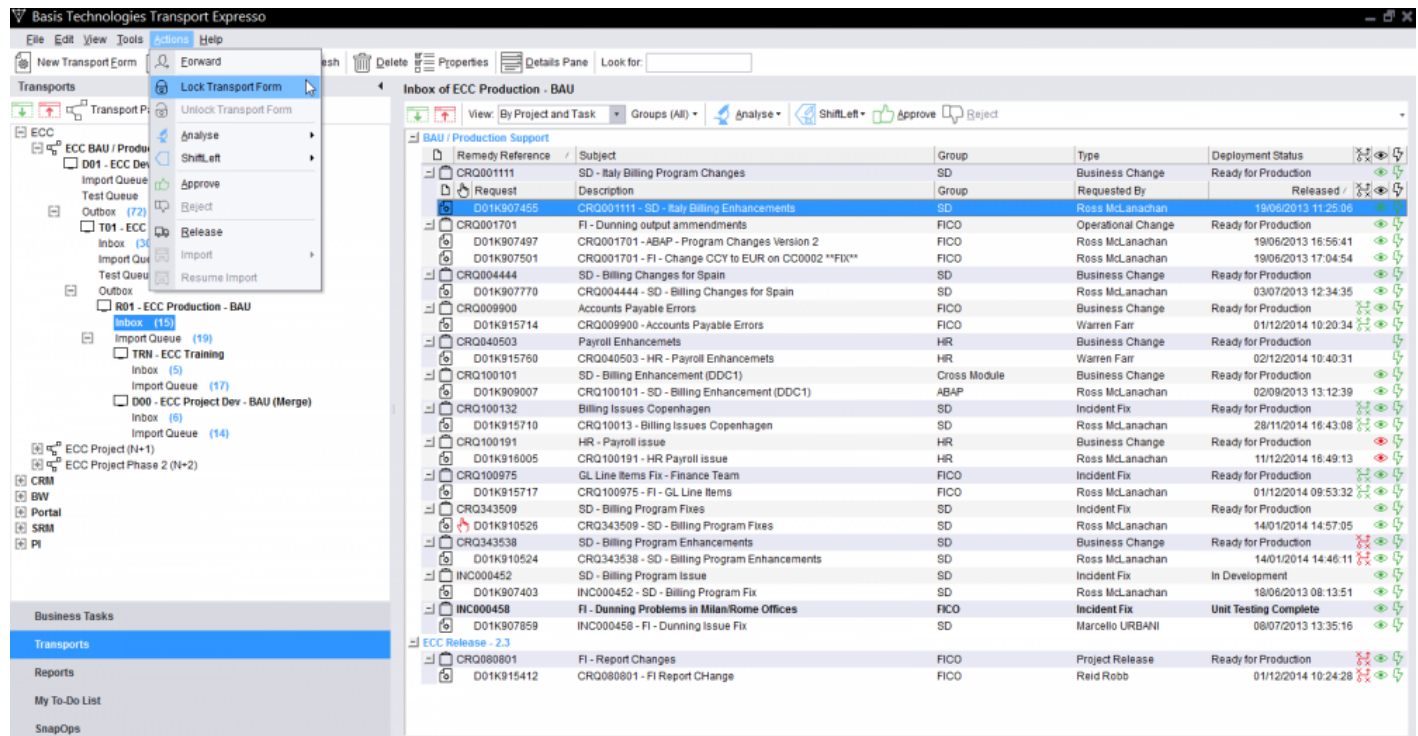 Basis Technologies Transport Expresso
File Edit View Tools Actions Help
New Transport Form esh Delete Properties Details Pane Look for:
Forward
Lock Transport Form
Unlock Transport Form
Analyse
ShiftLeft
Approve
Reject
Release
Import
Resume Import
Transports
Transport Pa
ECC
ECC BAU / Produ
D01 - ECC Dev
Import Queue
Test Queue
Outbox (72)
T01 - ECC
Inbox (30
Import Que
Test Queu
Outbox
R01 - ECC Production - BAU
Inbox (15)
Import Queue (19)
TRN - ECC Training
Inbox (5)
Import Queue (17)
D00 - ECC Project Dev - BAU (Merge)
Inbox (6)
Import Queue (14)
ECC Project (N+1)
ECC Project Phase 2 (N+2)
CRM
BW
Portal
SRM
PI
Business Tasks
Transports
Reports
My To-Do List
SnapOps
Inbox of ECC Production - BAU
View: By Project and Task Groups (All) Analyse ShiftLeft Approve Reject
BAU / Production Support
Remedy Reference / Subject Group Type Deployment Status
CRQ001111 SD - Italy Billing Program Changes SD Business Change Ready for Production
Request Description Group Requested By Released /
D01K907455 CRQ001111 - SD - Italy Billing Enhancements SD Ross McLanachan 19/06/2013 11:25:06
CRQ001701 FI - Dunning output ammendments FICO Operational Change Ready for Production
D01K907497 CRQ001701 - ABAP - Program Changes Version 2 FICO Ross McLanachan 19/06/2013 16:56:41
D01K907501 CRQ001701 - FI - Change CCY to EUR on CC0002 **FIX** FICO Ross McLanachan 19/06/2013 17:04:54
CRQ004444 SD - Billing Changes for Spain SD Business Change Ready for Production
D01K907770 CRQ004444 - SD - Billing Changes for Spain SD Ross McLanachan 03/07/2013 12:34:35
CRQ009900 Accounts Payable Errors FICO Business Change Ready for Production
D01K915714 CRQ009900 - Accounts Payable Errors FICO Warren Farr 01/12/2014 10:20:34
CRQ040503 Payroll Enhancemets HR Business Change Ready for Production
D01K915760 CRQ040503 - HR - Payroll Enhancemets HR Warren Farr 02/12/2014 10:40:31
CRQ100101 SD - Billing Enhancement (DDC1) Cross Module Business Change Ready for Production
D01K909007 CRQ100101 - SD - Billing Enhancement (DDC1) ABAP Ross McLanachan 02/09/2013 13:12:39
CRQ100132 Billing Issues Copenhagen SD Incident Fix Ready for Production
D01K915710 CRQ10013 - Billing Issues Copenhagen SD Ross McLanachan 28/11/2014 16:43:08
CRQ100191 HR - Payroll issue HR Business Change Ready for Production
D01K916005 CRQ100191 - HR Payroll issue HR Ross McLanachan 11/12/2014 16:49:13
CRQ100975 GL Line Items Fix - Finance Team FICO Incident Fix Ready for Production
D01K915717 CRQ100975 - FI - GL Line Items FICO Ross McLanachan 01/12/2014 09:53:32
CRQ343509 SD - Billing Program Fixes SD Incident Fix Ready for Production
D01K910526 CRQ343509 - SD - Billing Program Fixes SD Ross McLanachan 14/01/2014 14:57:05
CRQ343538 SD - Billing Program Enhancements SD Business Change Ready for Production
D01K910524 CRQ343538 - SD - Billing Program Enhancements SD Ross McLanachan 14/01/2014 14:46:11
INC000452 SD - Billing Program Issue SD Incident Fix In Development
D01K907403 INC000452 - SD - Billing Program Fix SD Ross McLanachan 18/06/2013 08:13:51
INC000458 FI - Dunning Problems in Milan/Rome Offices FICO Incident Fix Unit Testing Complete
D01K907859 INC000458 - FI - Dunning Issue Fix SD Marcello URBANI 08/07/2013 13:35:16
ECC Release - 2.3
CRQ080801 FI - Report Changes FICO Project Release Ready for Production
D01K915412 CRQ080801 - FI Report CHange FICO Reid Robb 01/12/2014 10:24:28